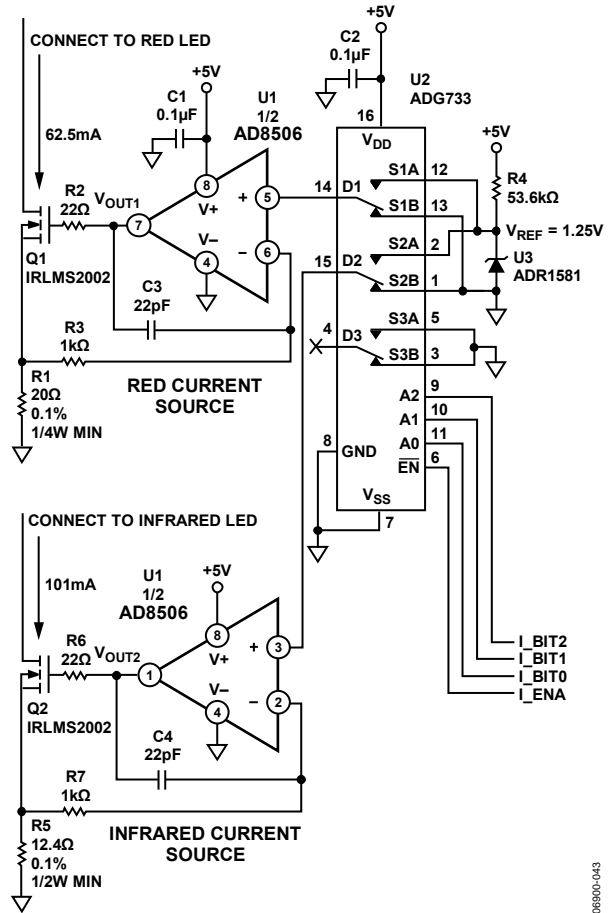 CONNECT TO RED LED
62.5mA
+5V
C1
0.1µF
U1
1/2
AD8506
R2
22Ω
VOUT1
7
8
V+
V–
4
+
5
–
6
Q1
IRLMS2002
C3
22pF
R3
1kΩ
R1
20Ω
0.1%
1/4W MIN
RED CURRENT
SOURCE
+5V
C2
0.1µF
U2
ADG733
16
VDD
14
D1
S1A
12
S1B
13
S2A
2
15
D2
S2B
1
S3A
5
4
D3
S3B
3
A2
9
A1
10
A0
11
EN
6
8
GND
VSS
7
+5V
R4
53.6kΩ
VREF = 1.25V
U3
ADR1581
I_BIT2
I_BIT1
I_BIT0
I_ENA
CONNECT TO INFRARED LED
101mA
U1
1/2
AD8506
+5V
R6
22Ω
VOUT2
1
8
V+
V–
4
+
3
–
2
Q2
IRLMS2002
C4
22pF
R7
1kΩ
R5
12.4Ω
0.1%
1/2W MIN
INFRARED CURRENT
SOURCE
06900-043